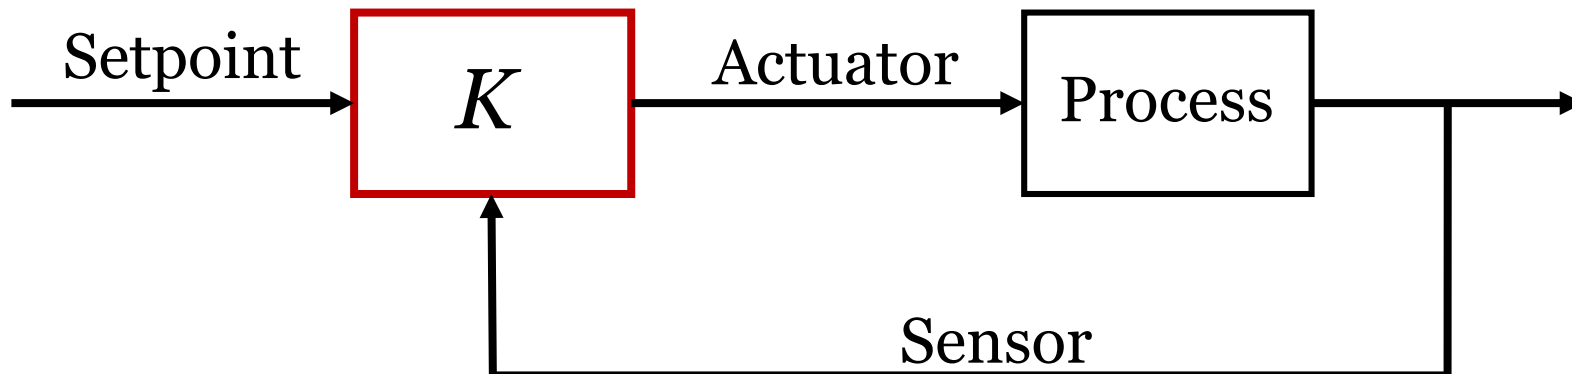 Setpoint
K
Actuator
Process
Sensor